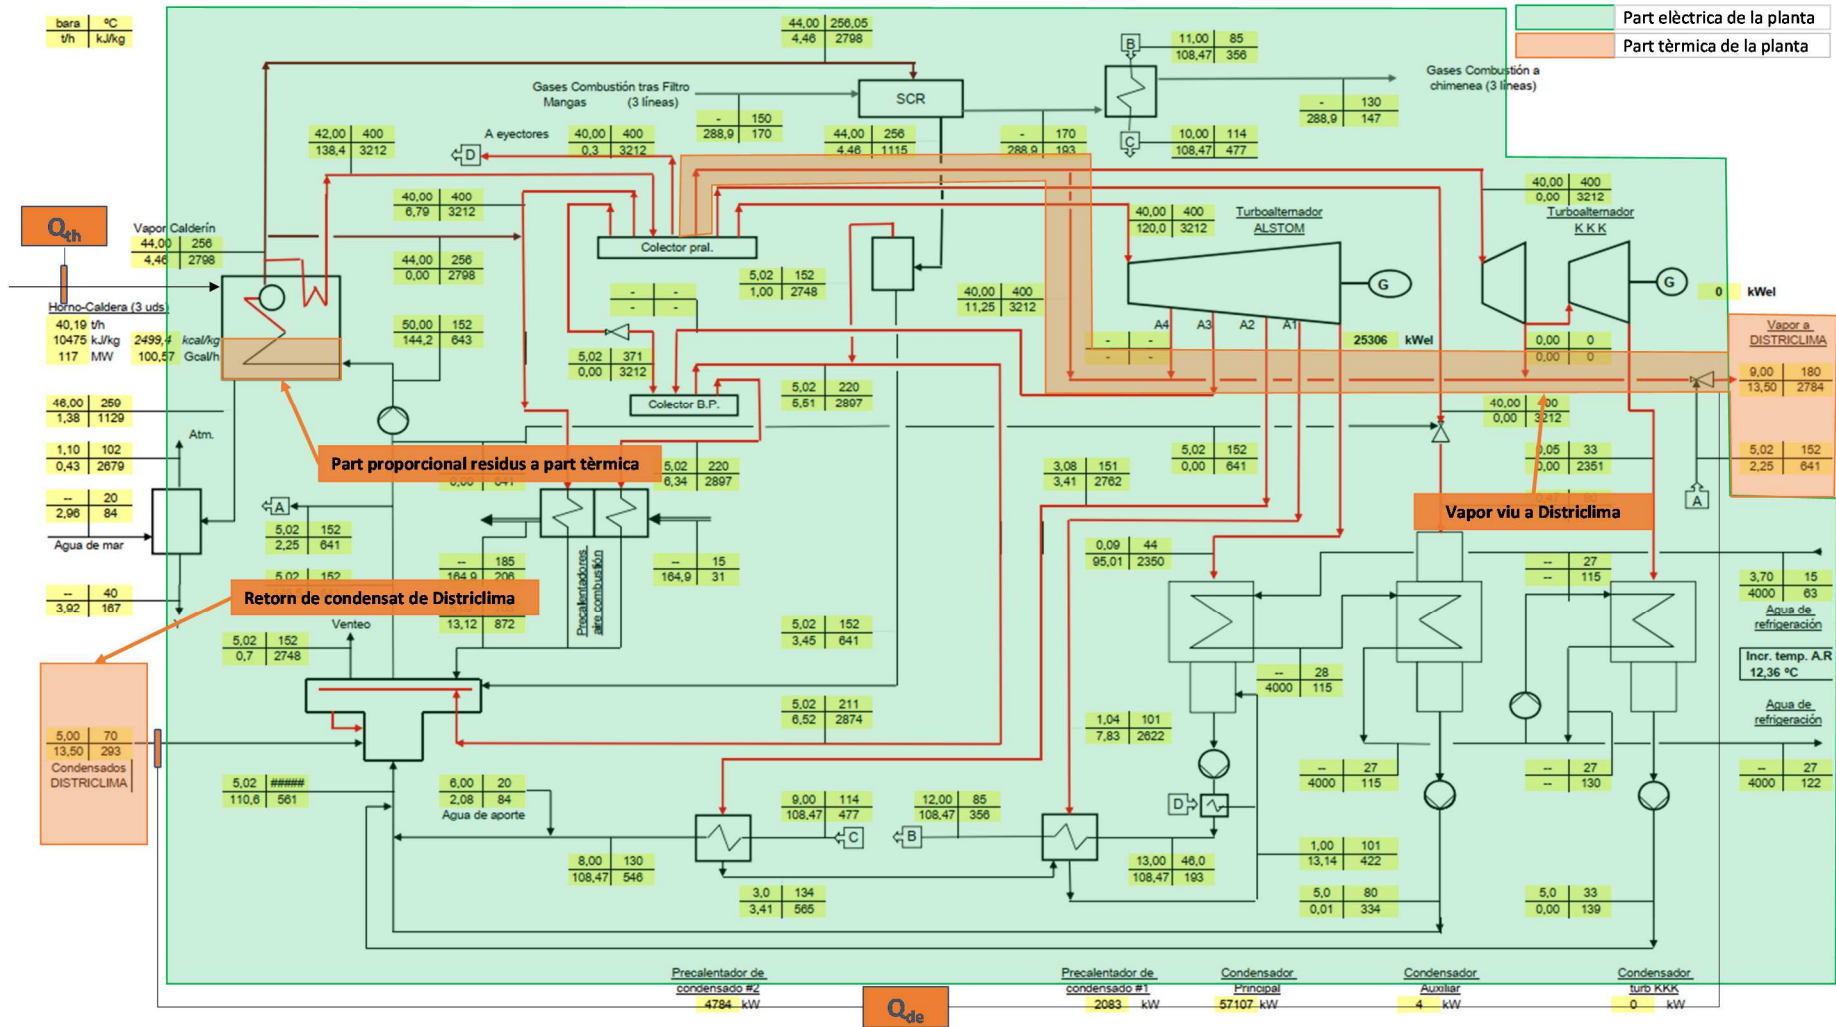 bara ºC
t/h kJ/kg
44,00 256,05
4,46 2798
Part elèctrica de la planta
Part tèrmica de la planta
B
11,00 85
108,47 356
Gases Combustión tras Filtro
Mangas (3 líneas)
SCR
Gases Combustión a
chimenea (3 líneas)
- 150
288,9 170
- 130
288,9 147
42,00 400
138,4 3212
A eyectores
D
40,00 400
0,3 3212
44,00 256
4,46 1115
- 170
288,9 193
C
10,00 114
108,47 477
40,00 400
6,79 3212
40,00 400
0,00 3212
Qth
Vapor Calderín
44,00 256
4,46 2798
Colector pral.
40,00 400
120,0 3212
Turboalternador
ALSTOM
Turboalternador
K K K
44,00 256
0,00 2798
5,02 152
1,00 2748
- -
- -
40,00 400
11,25 3212
G
G
0 kWel
Horno-Caldera (3 uds)
40,19 t/h
10475 kJ/kg 2499,4 kcal/kg
117 MW 100,57 Gcal/h
50,00 152
144,2 643
A4 A3 A2 A1
- -
- -
25306 kWel
0,00 0
0,00 0
Vapor a
DISTRICLIMA
9,00 180
13,50 2784
5,02 371
0,00 3212
5,02 220
5,51 2897
Colector B.P.
46,00 259
1,38 1129
40,00 400
0,00 3212
Atm.
1,10 102
0,43 2679
Part proporcional residus a part tèrmica
5,02 220
6,34 2897
3,08 151
3,41 2762
5,02 152
0,00 641
0,05 33
0,00 2351
5,02 152
2,25 641
-- 20
2,96 84
A
Vapor viu a Districlima
A
Agua de mar
5,02 152
2,25 641
5,02 152
-- 185
164,9 206
Precalentadores
aire combustión
-- 15
164,9 31
0,09 44
95,01 2350
-- 27
-- 115
3,70 15
4000 63
Agua de
refrigeración
-- 40
3,92 167
Retorn de condensat de Districlima
13,12 872
Venteo
5,02 152
0,7 2748
5,02 152
3,45 641
-- 28
4000 115
Incr. temp. A.R
12,36 ºC
5,02 211
6,52 2874
1,04 101
7,83 2622
Agua de
refrigeración
5,00 70
13,50 293
Condensados
DISTRICLIMA
5,02 #####
110,6 561
6,00 20
2,08 84
Agua de aporte
9,00 114
108,47 477
C
12,00 85
108,47 356
B
D
-- 27
4000 115
-- 27
-- 130
-- 27
4000 122
8,00 130
108,47 546
13,00 46,0
108,47 193
1,00 101
13,14 422
3,0 134
3,41 565
5,0 80
0,01 334
5,0 33
0,00 139
Precalentador de
condensado #2
4784 kW
Qde
Precalentador de
condensado #1
2083 kW
Condensador
Principal
57107 kW
Condensador
Auxiliar
4 kW
Condensador
turb KKK
0 kW